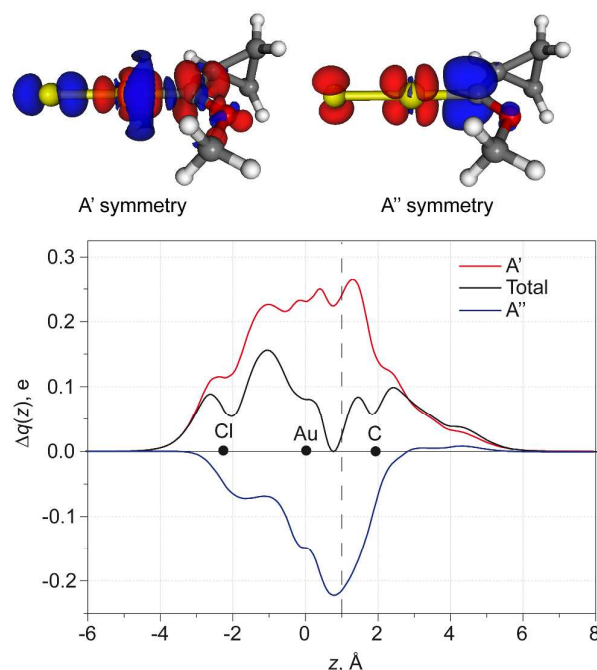 A' symmetry
A'' symmetry
A'
Total
A''
Δq(z), e
0.3
0.2
0.1
0.0
-0.1
-0.2
Cl
Au
C
-6
-4
-2
0
2
4
6
8
z, Å